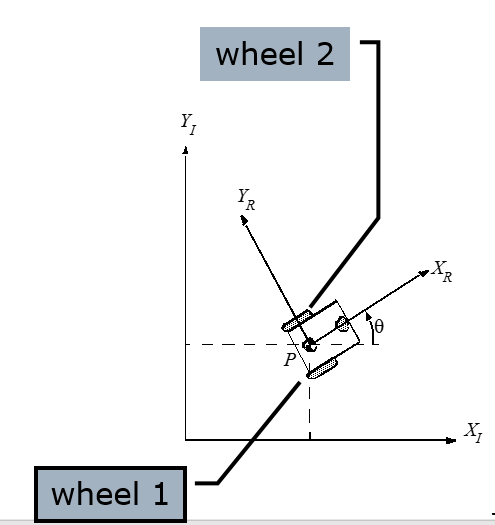 wheel 2
Y_I
Y_R
X_R
θ
P
X_I
wheel 1